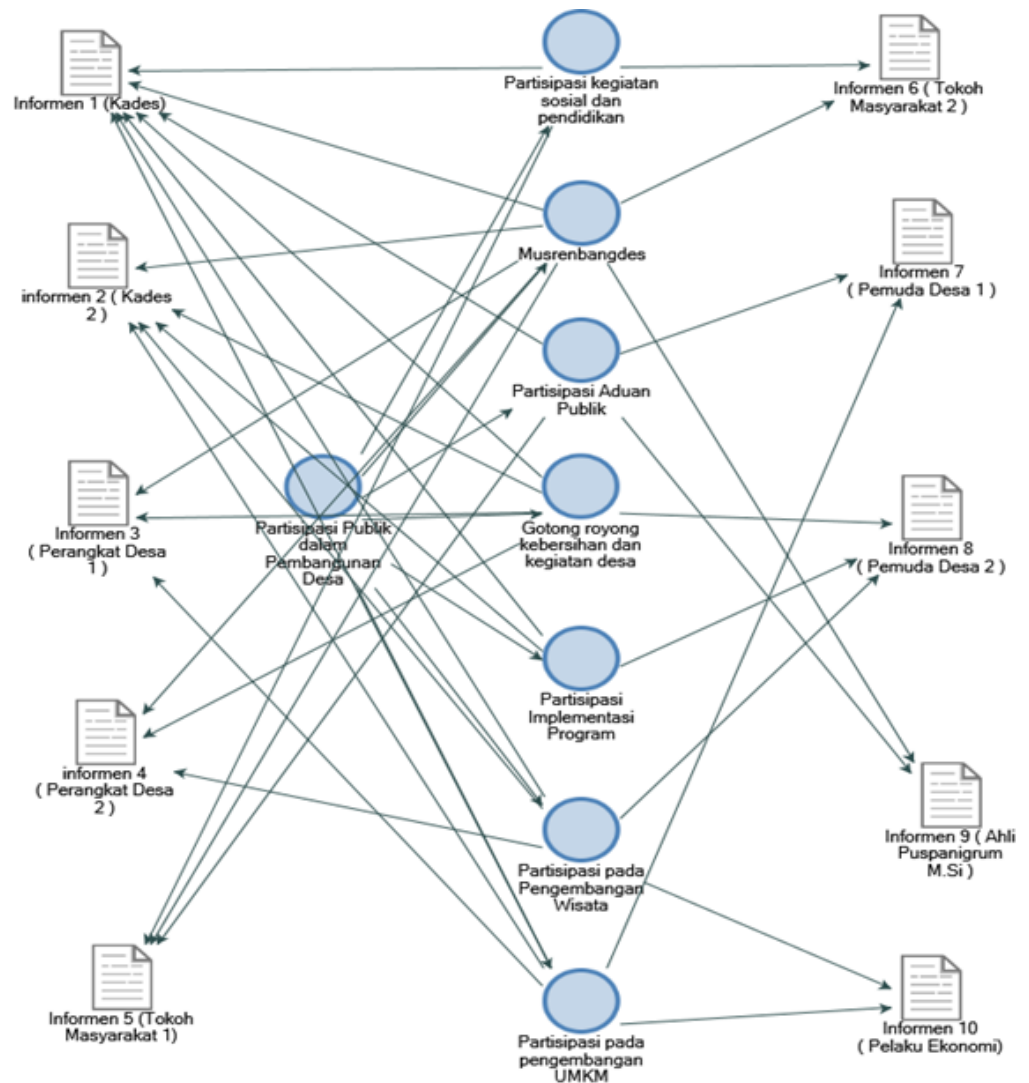 Informen 1 (Kades)
Partisipasi kegiatan
sosial dan
pendidikan
Informen 6 ( Tokoh
Masyarakat 2 )
informen 2 ( Kades
2 )
Musrenbangdes
Informen 7
( Pemuda Desa 1 )
Partisipasi Aduan
Publik
Informen 3
( Perangkat Desa
1 )
Partisipasi Publik
dalam
Pembangunan
Desa
Gotong royong
kebersihan dan
kegiatan desa
Informen 8
( Pemuda Desa 2 )
Partisipasi
Implementasi
Program
informen 4
( Perangkat Desa
2 )
Partisipasi pada
Pengembangan
Wisata
Informen 9 ( Ahli
Puspanigrum
M.Si )
Informen 5 (Tokoh
Masyarakat 1)
Partisipasi pada
pengembangan
UMKM
Informen 10
( Pelaku Ekonomi)